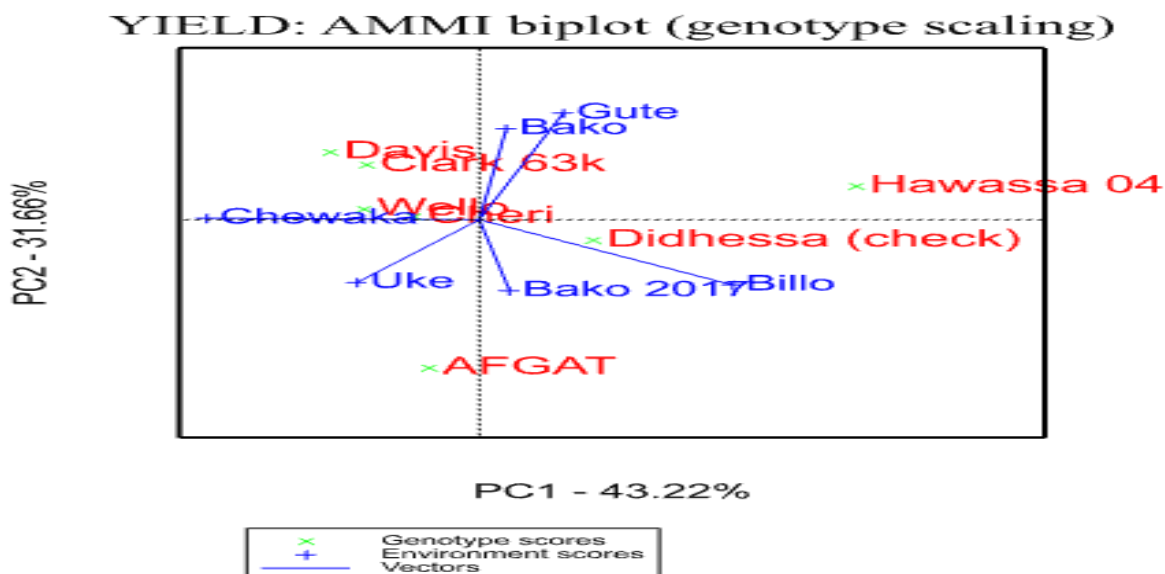 YIELD: AMMI biplot (genotype scaling)
Gute
Bako
Davis
Clark 63k
Hawassa 04
Wello
Cheri
Chewaka
Didhessa (check)
Uke
Bako 2017
Billo
AFGAT
PC2 - 31.66%
PC1 - 43.22%
Genotype scores
Environment scores
Vectors